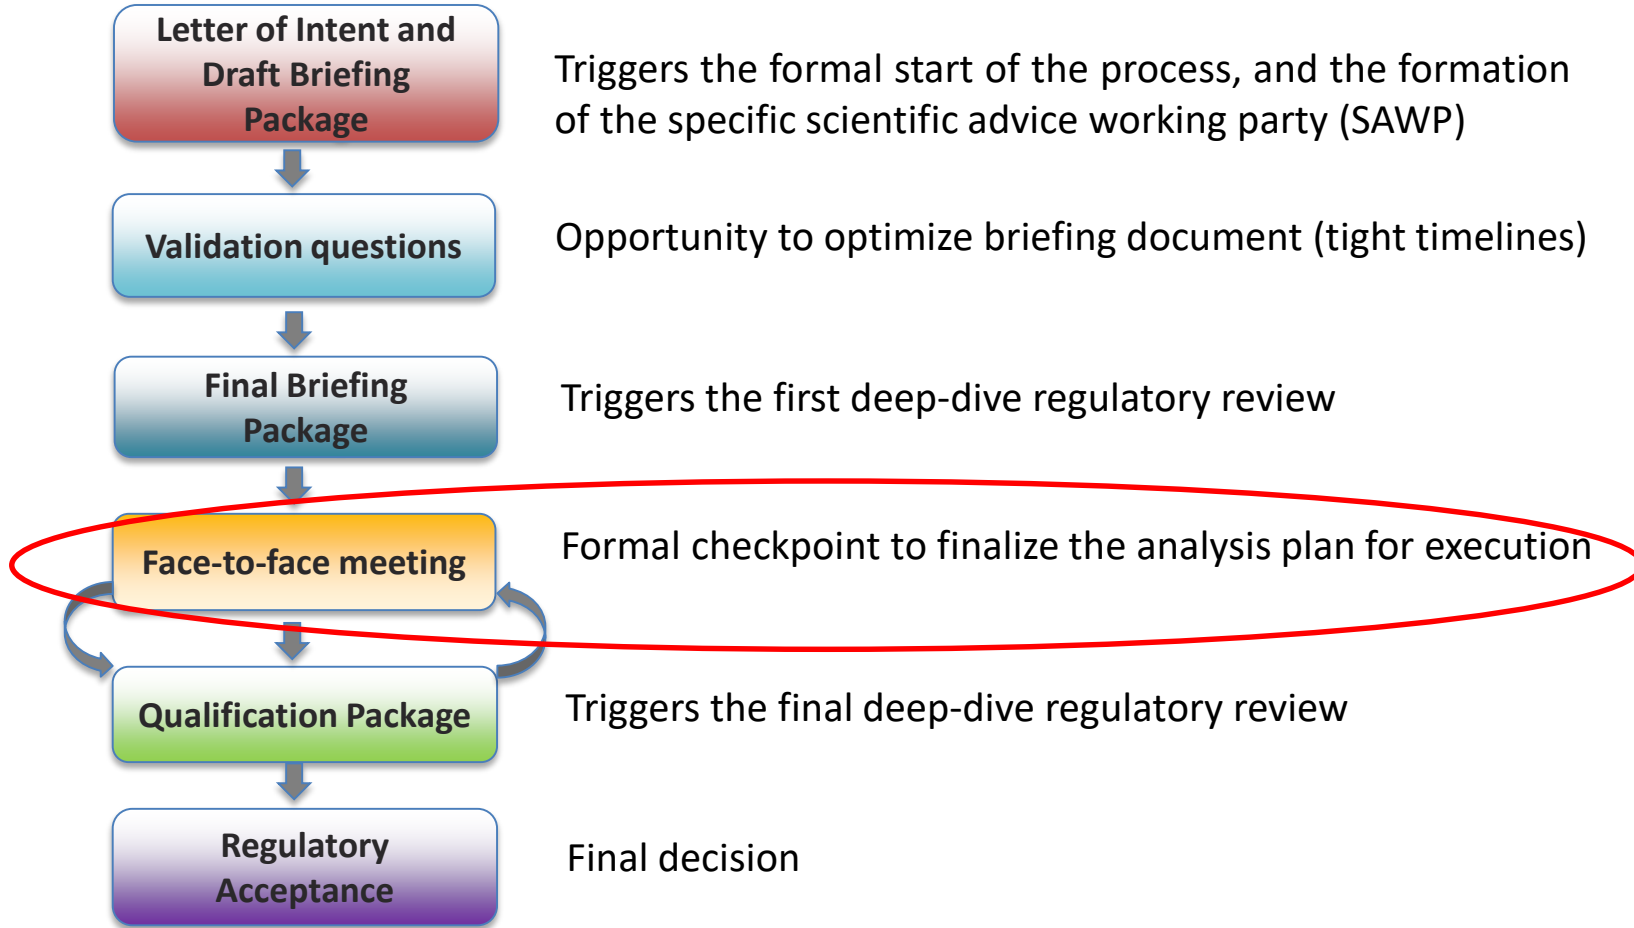 Letter of Intent and
Draft Briefing
Package
Triggers the formal start of the process, and the formation
of the specific scientific advice working party (SAWP)
Validation questions
Opportunity to optimize briefing document (tight timelines)
Final Briefing
Package
Triggers the first deep-dive regulatory review
Face-to-face meeting
Formal checkpoint to finalize the analysis plan for execution
Qualification Package
Triggers the final deep-dive regulatory review
Regulatory
Acceptance
Final decision